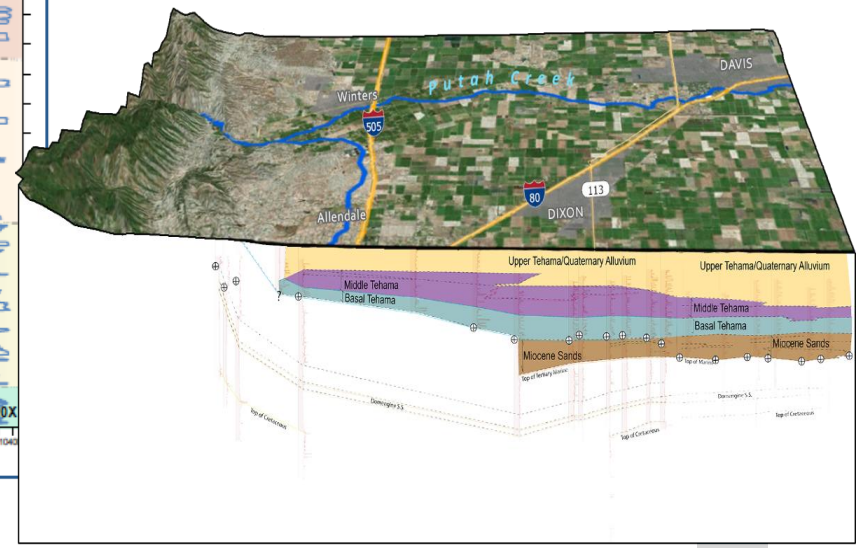 DAVIS
Putah Creek
Winters
505
113
80
DIXON
Allendale
Upper Tehama/Quaternary Alluvium
Upper Tehama/Quaternary Alluvium
Middle Tehama
?
Basal Tehama
Middle Tehama
Basal Tehama
Miocene Sands
Miocene Sands
Top of Tertiary Marine
Domengine S.S.
Domengine S.S.
Top of Cretaceous
Top of Cretaceous
Top of Cretaceous
0X
1040